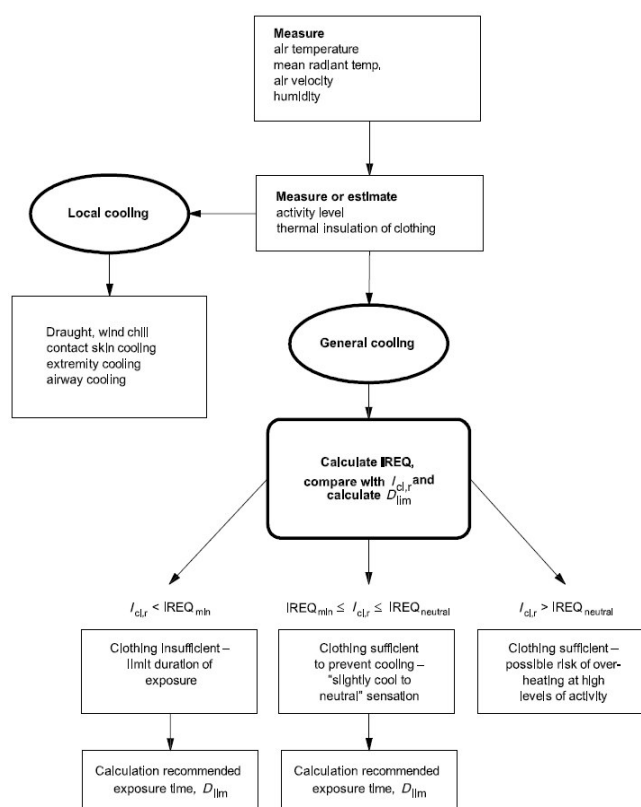 Measure
air temperature
mean radiant temp.
air velocity
humidity
Measure or estimate
activity level
thermal insulation of clothing
Local cooling
Draught, wind chill
contact skin cooling
extremity cooling
airway cooling
General cooling
Calculate IREQ,
compare with Icl,r and
calculate Dlim
Icl,r < IREQmin
IREQmin ≤ Icl,r ≤ IREQneutral
Icl,r > IREQneutral
Clothing insufficient –
limit duration of
exposure
Clothing sufficient
to prevent cooling –
"slightly cool to
neutral" sensation
Clothing sufficient –
possible risk of over-
heating at high
levels of activity
Calculation recommended
exposure time, Dlim
Calculation recommended
exposure time, Dlim